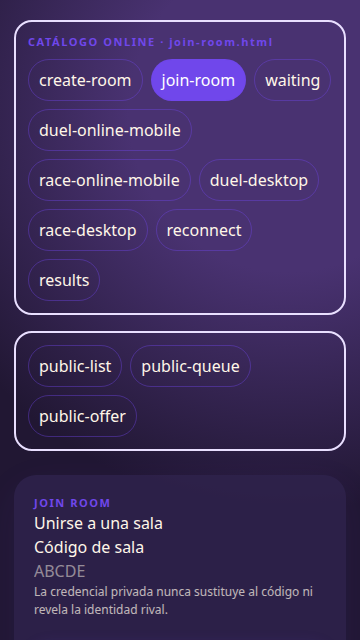 CATÁLOGO ONLINE · join-room.html
create-room join-room waiting
duel-online-mobile
race-online-mobile duel-desktop
race-desktop reconnect
results
public-list public-queue
public-offer
JOIN ROOM
Unirse a una sala
Código de sala
ABCDE
La credencial privada nunca sustituye al código ni
revela la identidad rival.